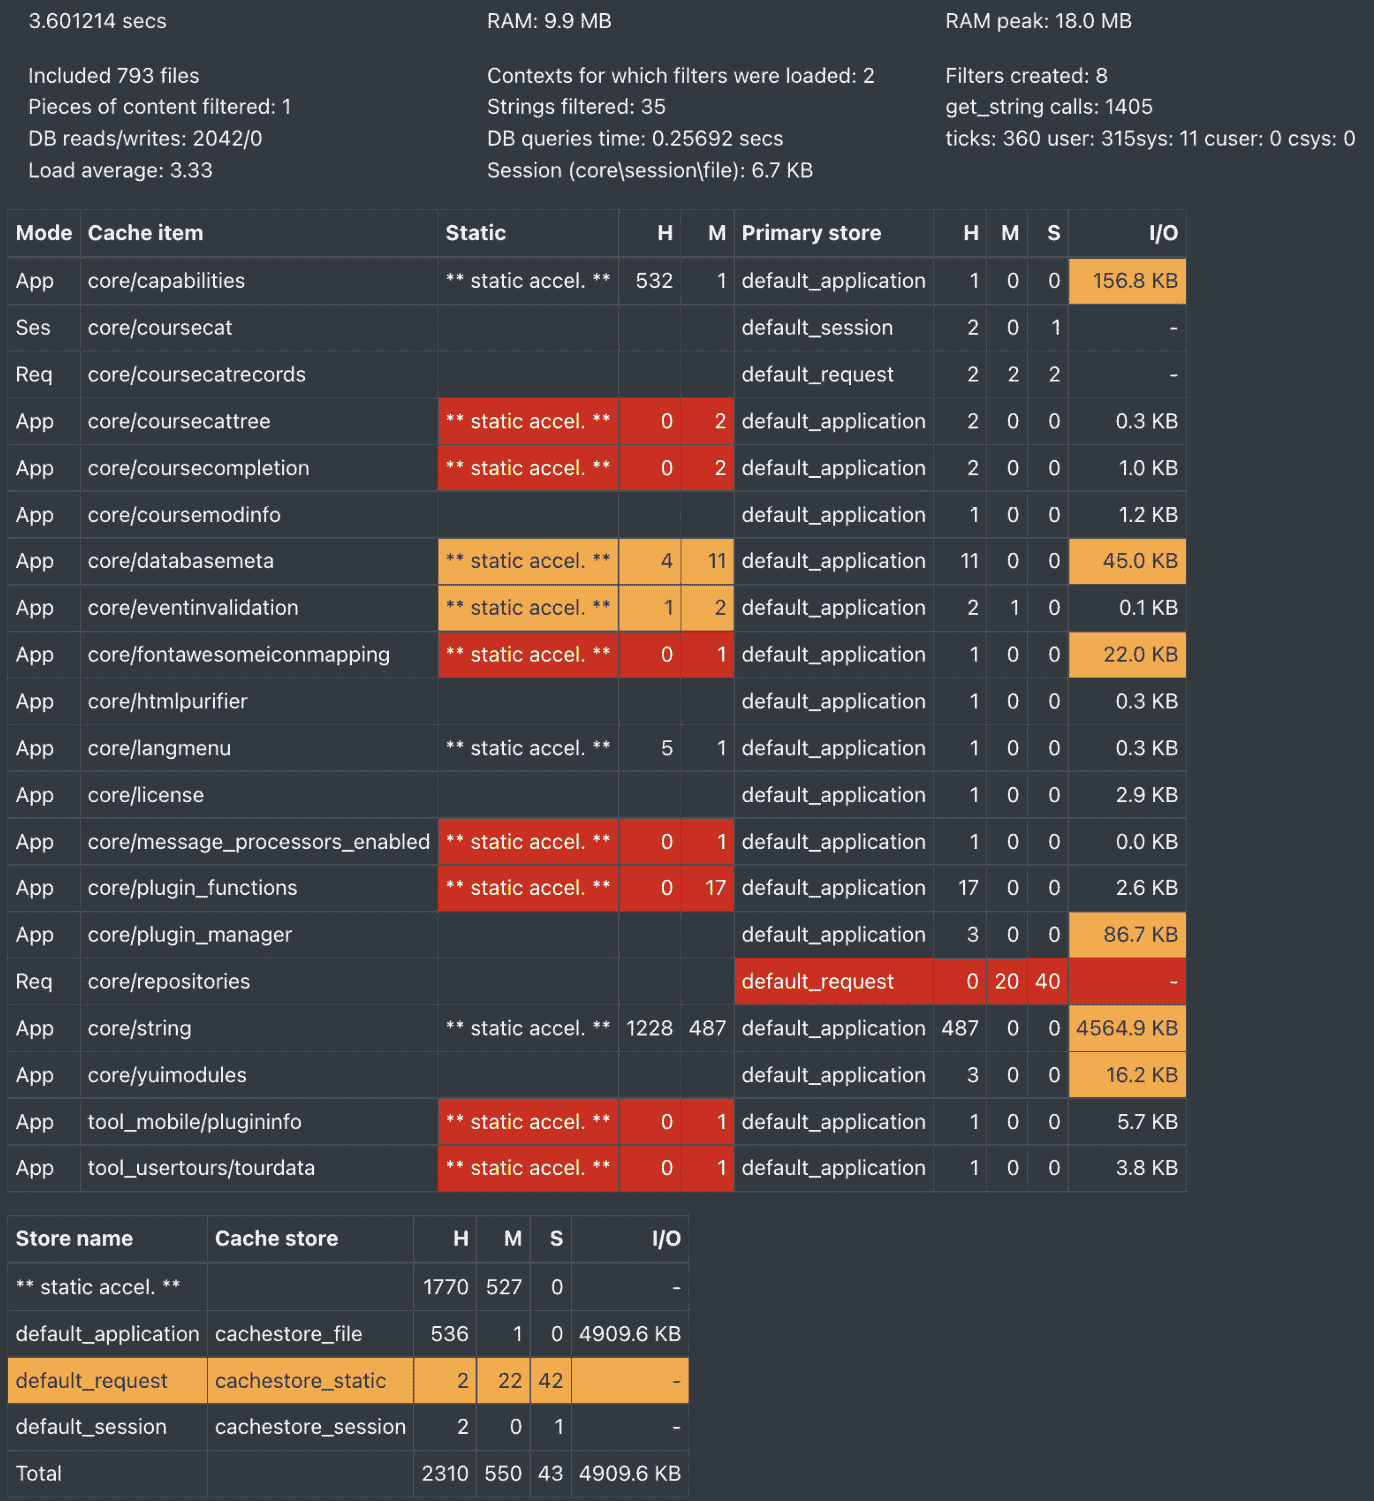 3.601214 secs RAM: 9.9 MB RAM peak: 18.0 MB
Included 793 files Contexts for which filters were loaded: 2 Filters created: 8
Pieces of content filtered: 1 Strings filtered: 35 get_string calls: 1405
DB reads/writes: 2042/0 DB queries time: 0.25692 secs ticks: 360 user: 315sys: 11 cuser: 0 csys: 0
Load average: 3.33 Session (core\session\file): 6.7 KB
Mode Cache item Static H M Primary store H M S I/O
App core/capabilities ** static accel. ** 532 1 default_application 1 0 0 156.8 KB
Ses core/coursecat default_session 2 0 1 -
Req core/coursecatrecords default_request 2 2 2 -
App core/coursecattree ** static accel. ** 0 2 default_application 2 0 0 0.3 KB
App core/coursecompletion ** static accel. ** 0 2 default_application 2 0 0 1.0 KB
App core/coursemodinfo default_application 1 0 0 1.2 KB
App core/databasemeta ** static accel. ** 4 11 default_application 11 0 0 45.0 KB
App core/eventinvalidation ** static accel. ** 1 2 default_application 2 1 0 0.1 KB
App core/fontawesomeiconmapping ** static accel. ** 0 1 default_application 1 0 0 22.0 KB
App core/htmlpurifier default_application 1 0 0 0.3 KB
App core/langmenu ** static accel. ** 5 1 default_application 1 0 0 0.3 KB
App core/license default_application 1 0 0 2.9 KB
App core/message_processors_enabled ** static accel. ** 0 1 default_application 1 0 0 0.0 KB
App core/plugin_functions ** static accel. ** 0 17 default_application 17 0 0 2.6 KB
App core/plugin_manager default_application 3 0 0 86.7 KB
Req core/repositories default_request 0 20 40 -
App core/string ** static accel. ** 1228 487 default_application 487 0 0 4564.9 KB
App core/yuimodules default_application 3 0 0 16.2 KB
App tool_mobile/plugininfo ** static accel. ** 0 1 default_application 1 0 0 5.7 KB
App tool_usertours/tourdata ** static accel. ** 0 1 default_application 1 0 0 3.8 KB
Store name Cache store H M S I/O
** static accel. ** 1770 527 0 -
default_application cachestore_file 536 1 0 4909.6 KB
default_request cachestore_static 2 22 42 -
default_session cachestore_session 2 0 1 -
Total 2310 550 43 4909.6 KB